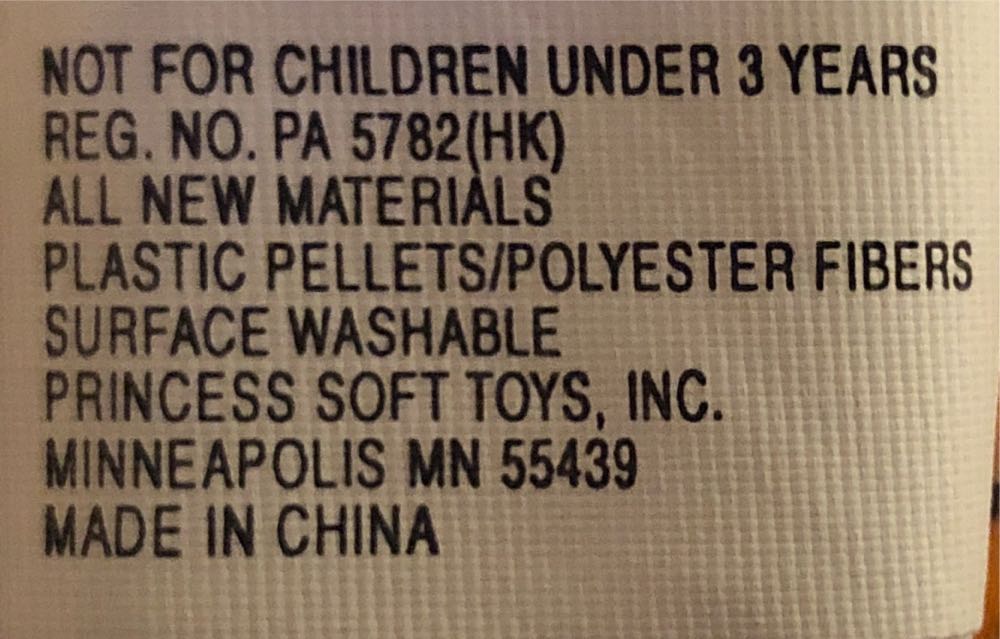 NOT FOR CHILDREN UNDER 3 YEARS
REG. NO. PA 5782(HK)
ALL NEW MATERIALS
PLASTIC PELLETS/POLYESTER FIBERS
SURFACE WASHABLE
PRINCESS SOFT TOYS, INC.
MINNEAPOLIS MN 55439
MADE IN CHINA